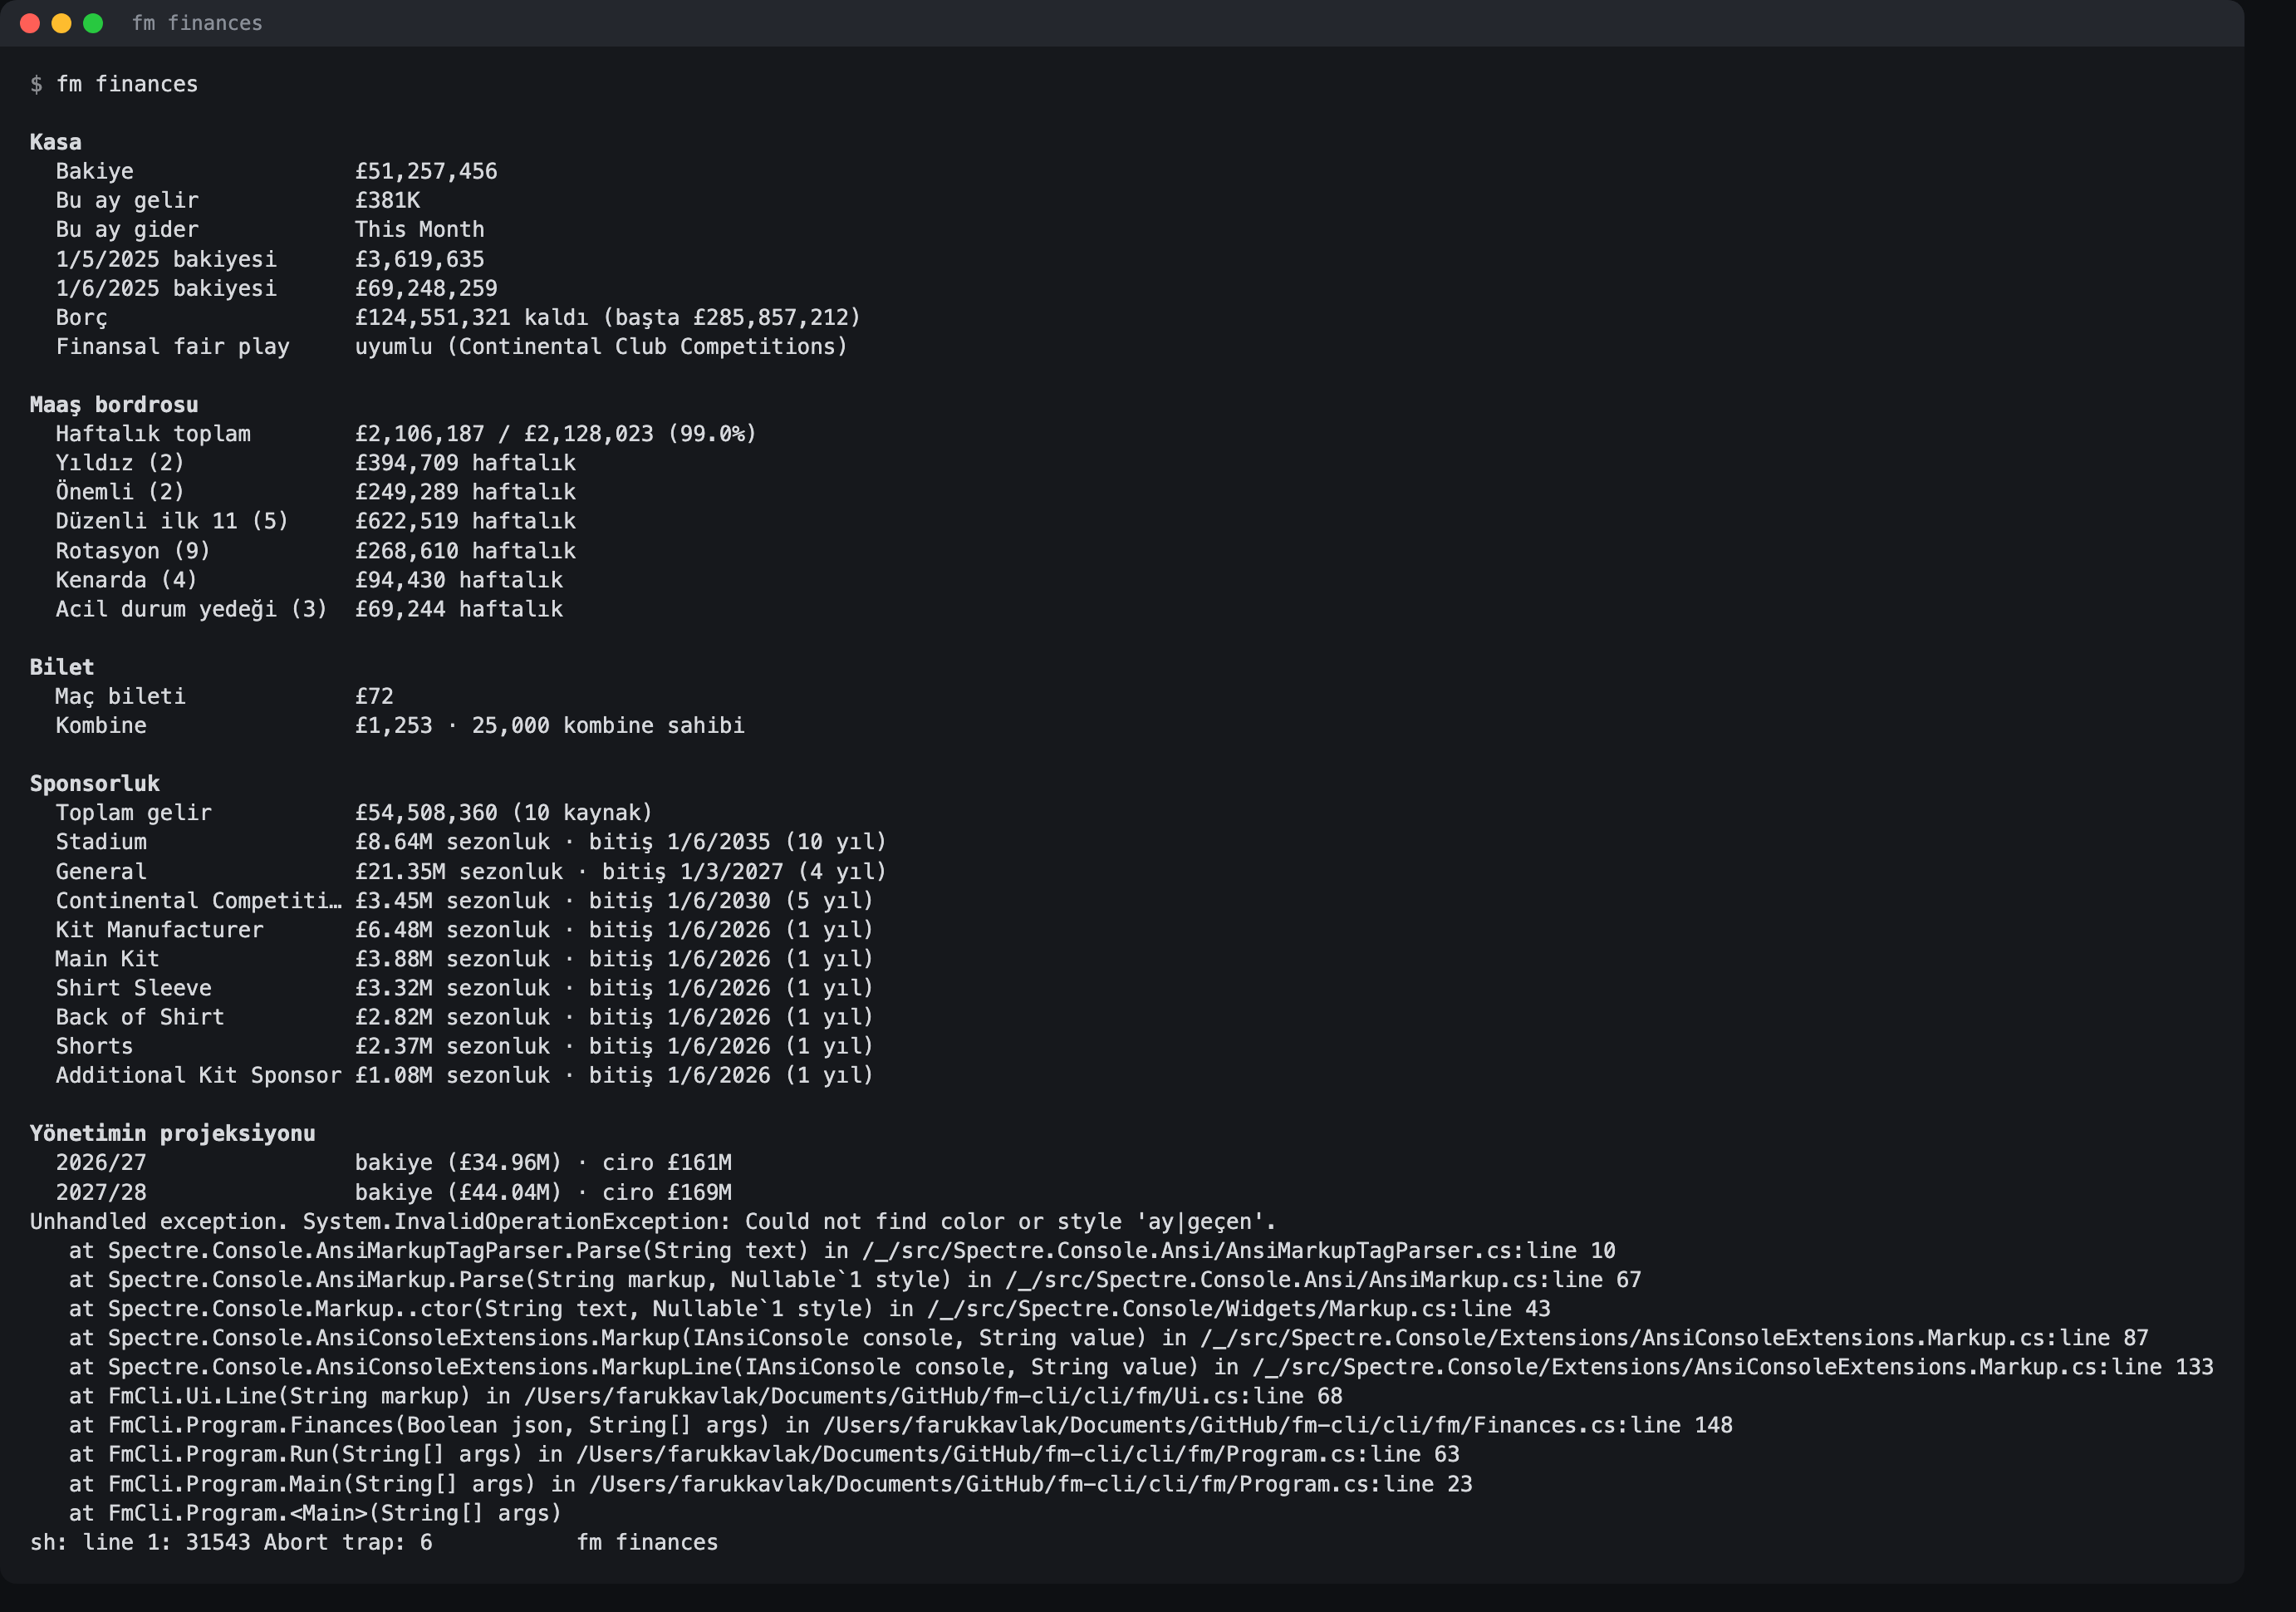 fm finances
$ fm finances
Kasa
Bakiye £51,257,456
Bu ay gelir £381K
Bu ay gider This Month
1/5/2025 bakiyesi £3,619,635
1/6/2025 bakiyesi £69,248,259
Borç £124,551,321 kaldı (başta £285,857,212)
Finansal fair play uyumlu (Continental Club Competitions)
Maaş bordrosu
Haftalık toplam £2,106,187 / £2,128,023 (99.0%)
Yıldız (2) £394,709 haftalık
Önemli (2) £249,289 haftalık
Düzenli ilk 11 (5) £622,519 haftalık
Rotasyon (9) £268,610 haftalık
Kenarda (4) £94,430 haftalık
Acil durum yedeği (3) £69,244 haftalık
Bilet
Maç bileti £72
Kombine £1,253 · 25,000 kombine sahibi
Sponsorluk
Toplam gelir £54,508,360 (10 kaynak)
Stadium £8.64M sezonluk · bitiş 1/6/2035 (10 yıl)
General £21.35M sezonluk · bitiş 1/3/2027 (4 yıl)
Continental Competiti… £3.45M sezonluk · bitiş 1/6/2030 (5 yıl)
Kit Manufacturer £6.48M sezonluk · bitiş 1/6/2026 (1 yıl)
Main Kit £3.88M sezonluk · bitiş 1/6/2026 (1 yıl)
Shirt Sleeve £3.32M sezonluk · bitiş 1/6/2026 (1 yıl)
Back of Shirt £2.82M sezonluk · bitiş 1/6/2026 (1 yıl)
Shorts £2.37M sezonluk · bitiş 1/6/2026 (1 yıl)
Additional Kit Sponsor £1.08M sezonluk · bitiş 1/6/2026 (1 yıl)
Yönetimin projeksiyonu
2026/27 bakiye (£34.96M) · ciro £161M
2027/28 bakiye (£44.04M) · ciro £169M
Unhandled exception. System.InvalidOperationException: Could not find color or style 'ay|geçen'.
at Spectre.Console.AnsiMarkupTagParser.Parse(String text) in /_/src/Spectre.Console.Ansi/AnsiMarkupTagParser.cs:line 10
at Spectre.Console.AnsiMarkup.Parse(String markup, Nullable`1 style) in /_/src/Spectre.Console.Ansi/AnsiMarkup.cs:line 67
at Spectre.Console.Markup..ctor(String text, Nullable`1 style) in /_/src/Spectre.Console/Widgets/Markup.cs:line 43
at Spectre.Console.AnsiConsoleExtensions.Markup(IAnsiConsole console, String value) in /_/src/Spectre.Console/Extensions/AnsiConsoleExtensions.Markup.cs:line 87
at Spectre.Console.AnsiConsoleExtensions.MarkupLine(IAnsiConsole console, String value) in /_/src/Spectre.Console/Extensions/AnsiConsoleExtensions.Markup.cs:line 133
at FmCli.Ui.Line(String markup) in /Users/farukkavlak/Documents/GitHub/fm-cli/cli/fm/Ui.cs:line 68
at FmCli.Program.Finances(Boolean json, String[] args) in /Users/farukkavlak/Documents/GitHub/fm-cli/cli/fm/Finances.cs:line 148
at FmCli.Program.Run(String[] args) in /Users/farukkavlak/Documents/GitHub/fm-cli/cli/fm/Program.cs:line 63
at FmCli.Program.Main(String[] args) in /Users/farukkavlak/Documents/GitHub/fm-cli/cli/fm/Program.cs:line 23
at FmCli.Program.<Main>(String[] args)
sh: line 1: 31543 Abort trap: 6 fm finances